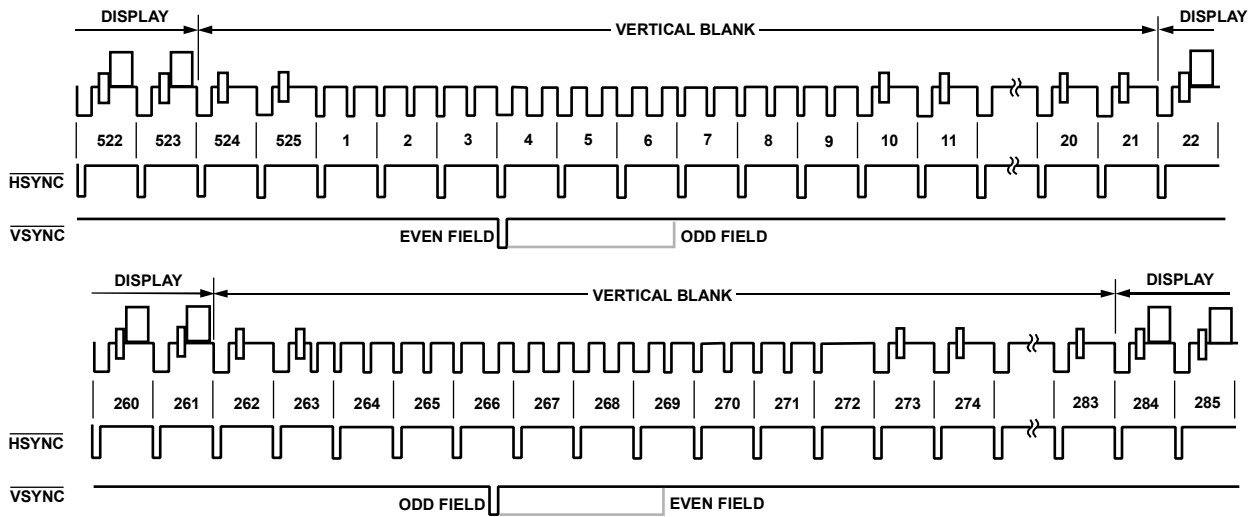 DISPLAY VERTICAL BLANK DISPLAY
522 523 524 525 1 2 3 4 5 6 7 8 9 10 11 20 21 22
HSYNC
VSYNC EVEN FIELD ODD FIELD
DISPLAY VERTICAL BLANK DISPLAY
260 261 262 263 264 265 266 267 268 269 270 271 272 273 274 283 284 285
HSYNC
VSYNC ODD FIELD EVEN FIELD